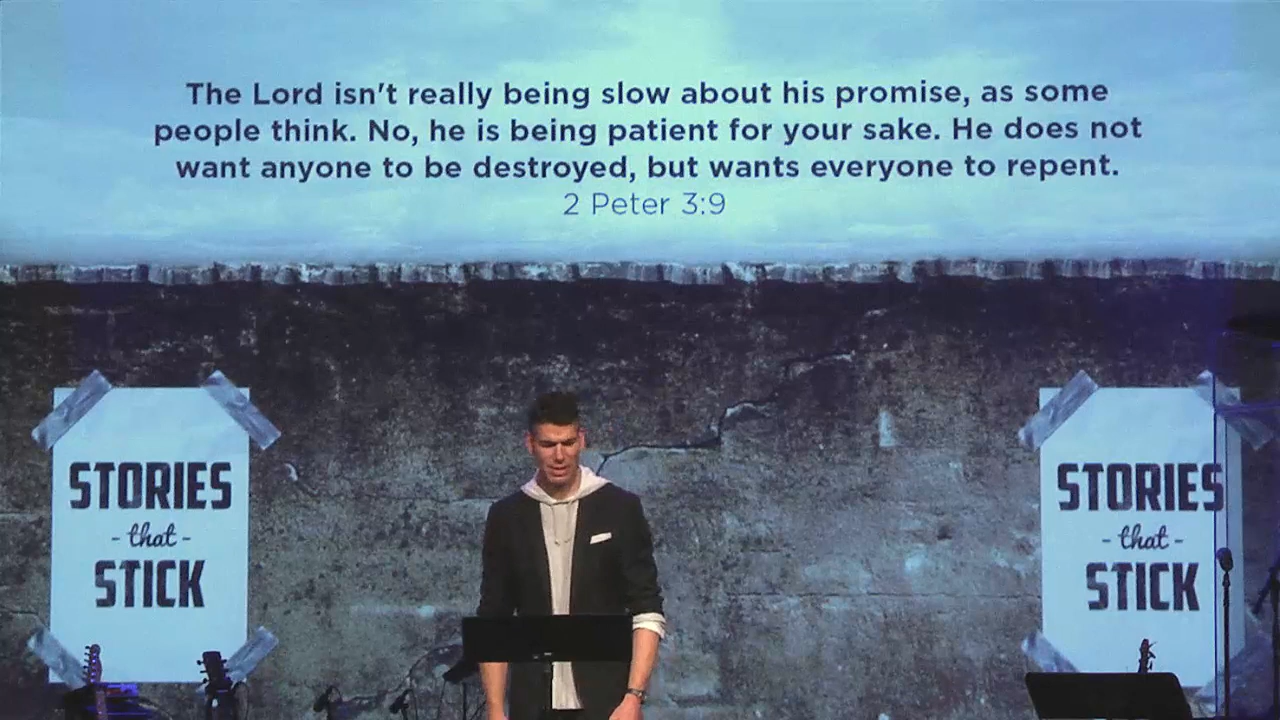 The Lord isn't really being slow about his promise, as some
people think. No, he is being patient for your sake. He does not
want anyone to be destroyed, but wants everyone to repent.
2 Peter 3:9
STORIES
- that -
STICK
STORIES
- that -
STICK